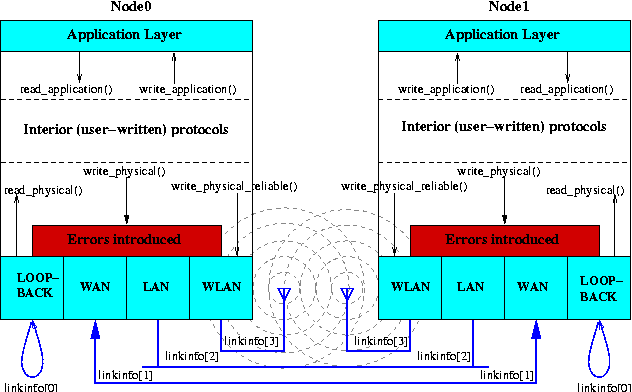 Node0
Node1
Application Layer
Application Layer
read_application()
write_application()
write_application()
read_application()
Interior (user-written) protocols
Interior (user-written) protocols
write_physical()
write_physical()
read_physical()
write_physical_reliable()
write_physical_reliable()
read_physical()
Errors introduced
Errors introduced
LOOP-
BACK
WAN
LAN
WLAN
WLAN
LAN
WAN
LOOP-
BACK
linkinfo[3]
linkinfo[3]
linkinfo[2]
linkinfo[2]
linkinfo[1]
linkinfo[1]
linkinfo[0]
linkinfo[0]